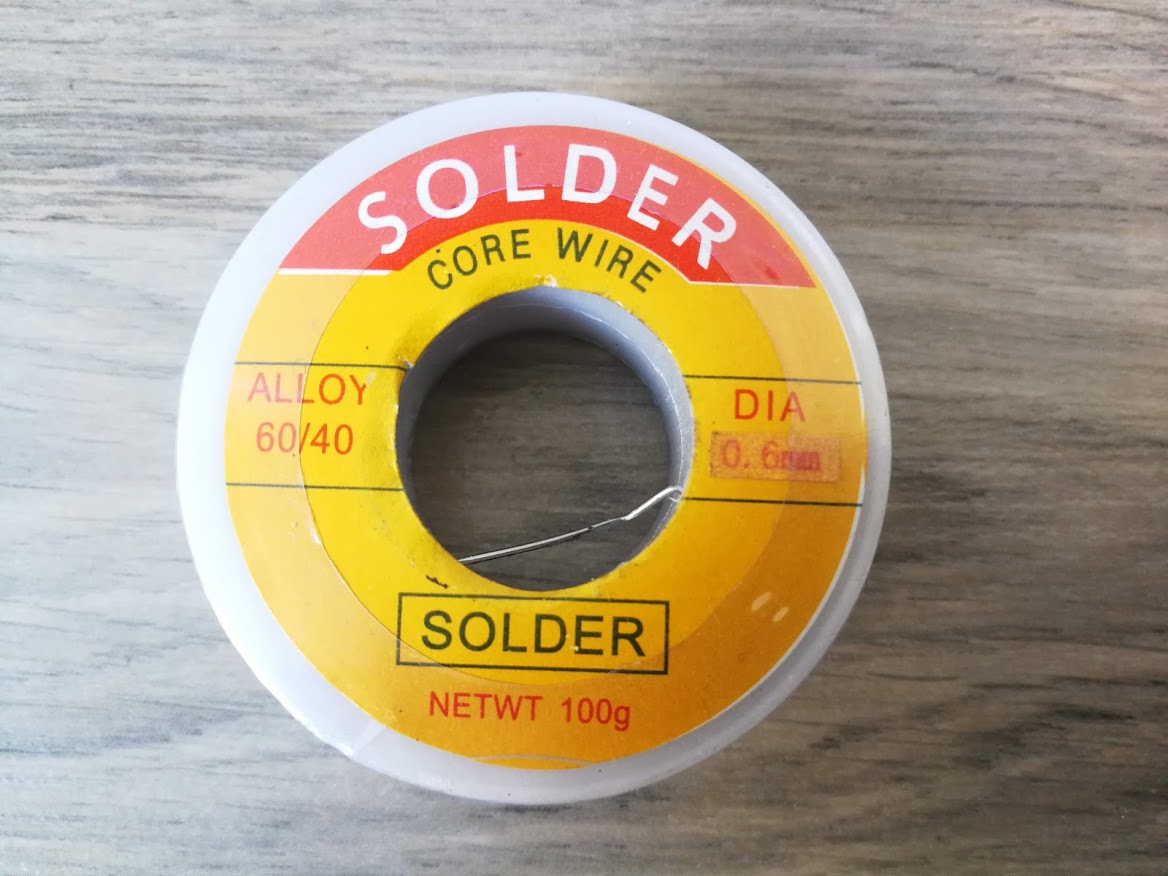 SOLDER
CORE WIRE
ALLOY
60/40
DIA
0.6mm
SOLDER
NETWT 100g